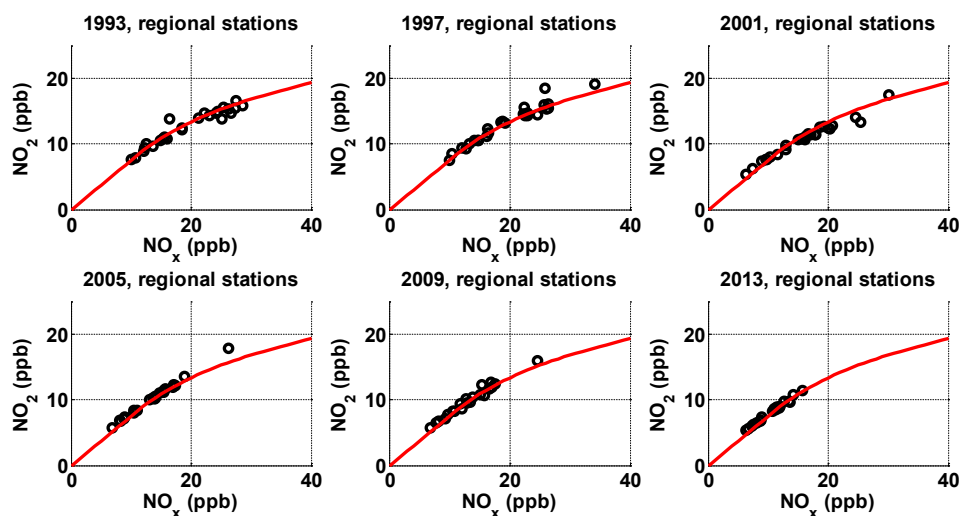 1993, regional stations
1997, regional stations
2001, regional stations
NO2 (ppb)
20
10
0
0 20 40
NOx (ppb)
NO2 (ppb)
20
10
0
0 20 40
NOx (ppb)
NO2 (ppb)
20
10
0
0 20 40
NOx (ppb)
2005, regional stations
2009, regional stations
2013, regional stations
NO2 (ppb)
20
10
0
0 20 40
NOx (ppb)
NO2 (ppb)
20
10
0
0 20 40
NOx (ppb)
NO2 (ppb)
20
10
0
0 20 40
NOx (ppb)